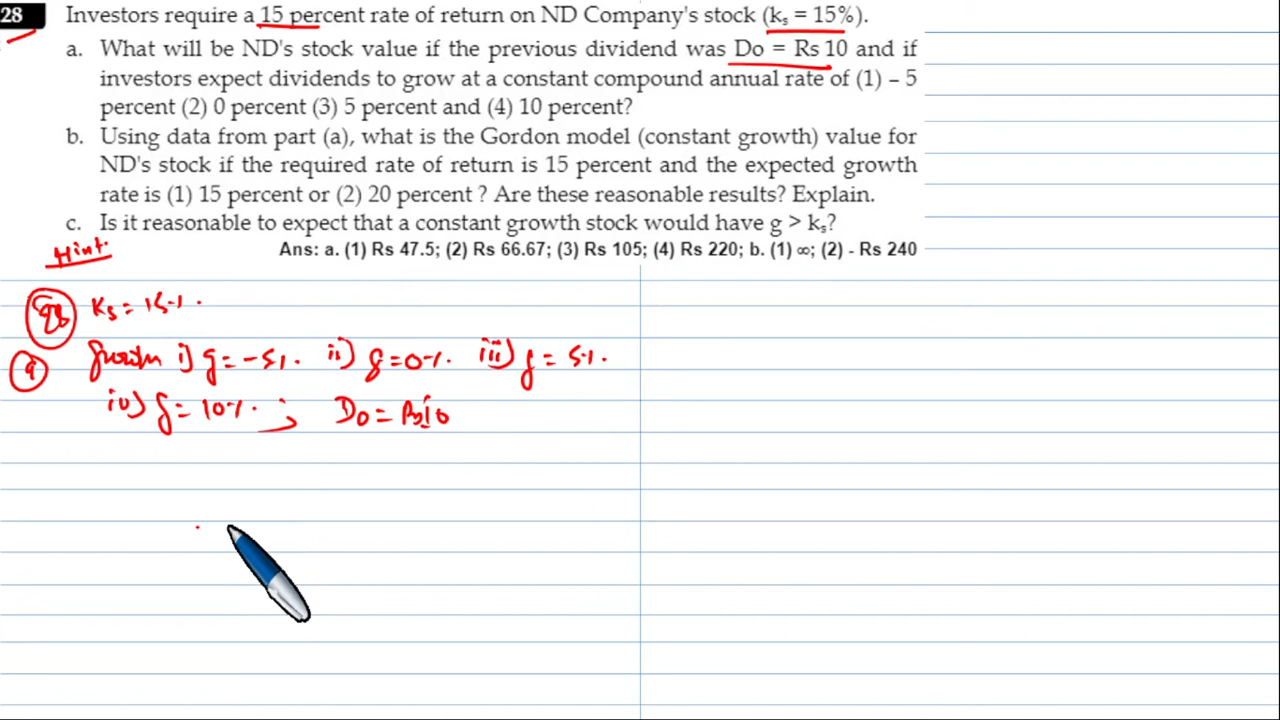 28 Investors require a 15 percent rate of return on ND Company's stock (kₛ = 15%).
a. What will be ND's stock value if the previous dividend was Do = Rs 10 and if
investors expect dividends to grow at a constant compound annual rate of (1) – 5
percent (2) 0 percent (3) 5 percent and (4) 10 percent?
b. Using data from part (a), what is the Gordon model (constant growth) value for
ND's stock if the required rate of return is 15 percent and the expected growth
rate is (1) 15 percent or (2) 20 percent ? Are these reasonable results? Explain.
c. Is it reasonable to expect that a constant growth stock would have g > kₛ?
Hint.
Ans: a. (1) Rs 47.5; (2) Rs 66.67; (3) Rs 105; (4) Rs 220; b. (1) ∞; (2) - Rs 240
28 Ks = 15%.
a growth i) g = -5%. ii) g = 0%. iii) g = 5%.
iv) g = 10%. ; Do = Rs10